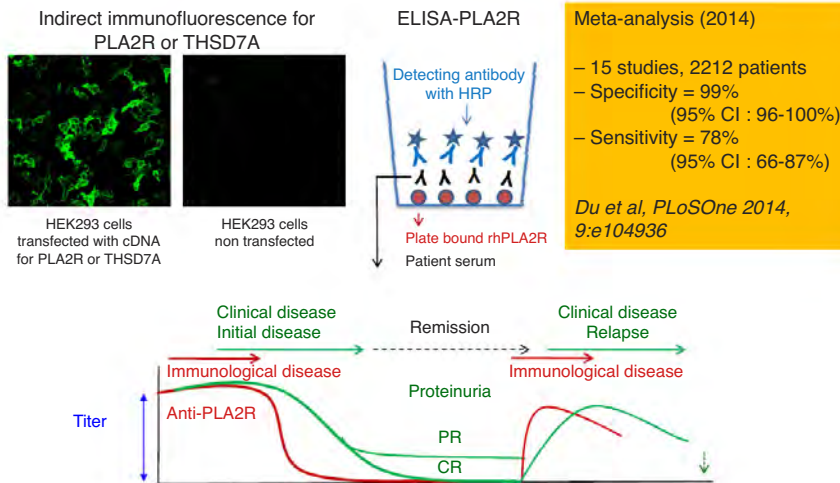 Indirect immunofluorescence for
PLA2R or THSD7A
HEK293 cells
transfected with cDNA
for PLA2R or THSD7A
HEK293 cells
non transfected
ELISA-PLA2R
Detecting antibody
with HRP
Plate bound rhPLA2R
Patient serum
Meta-analysis (2014)
– 15 studies, 2212 patients
– Specificity = 99%
(95% CI : 96-100%)
– Sensitivity = 78%
(95% CI : 66-87%)
Du et al, PLoSOne 2014,
9:e104936
Clinical disease
Initial disease
Remission
Clinical disease
Relapse
Immunological disease
Immunological disease
Proteinuria
Titer
Anti-PLA2R
PR
CR